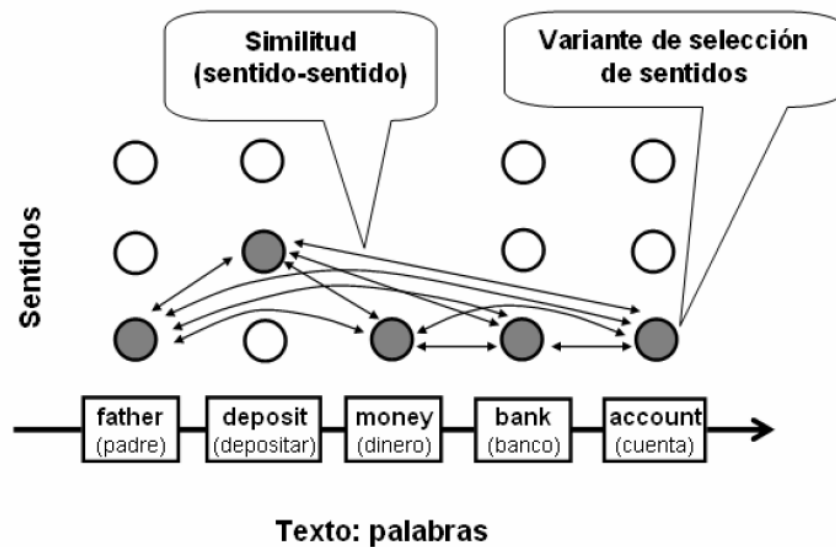 Similitud
(sentido-sentido)
Variante de selección
de sentidos
Sentidos
father
(padre)
deposit
(depositar)
money
(dinero)
bank
(banco)
account
(cuenta)
Texto: palabras